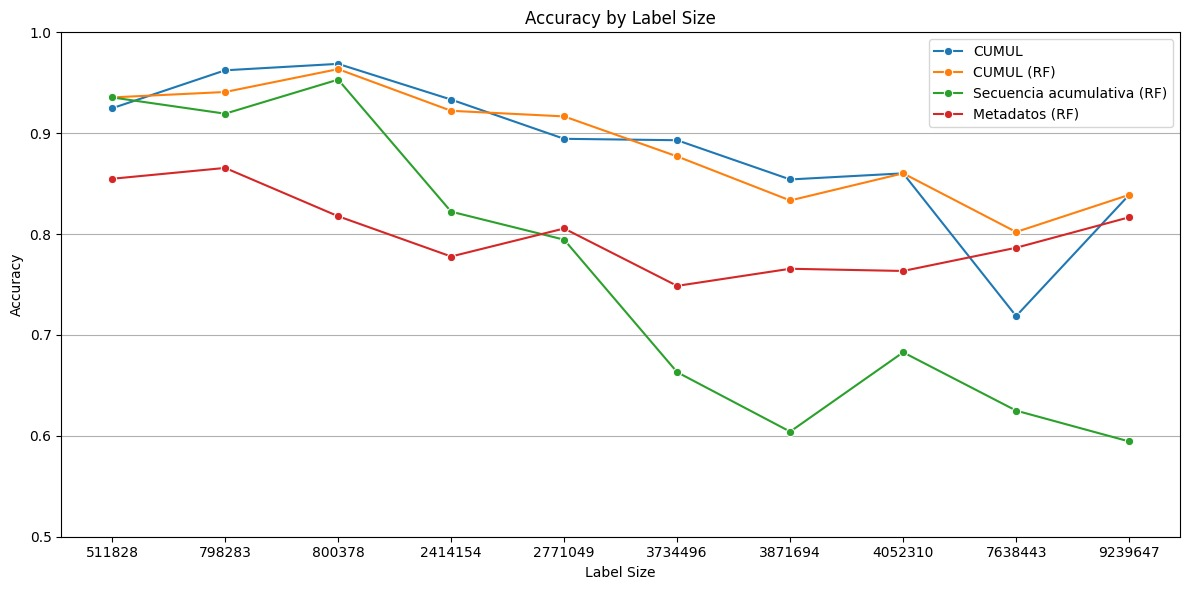 Accuracy by Label Size
CUMUL
CUMUL (RF)
Secuencia acumulativa (RF)
Metadatos (RF)
Accuracy
1.0
0.9
0.8
0.7
0.6
0.5
511828 798283 800378 2414154 2771049 3734496 3871694 4052310 7638443 9239647
Label Size